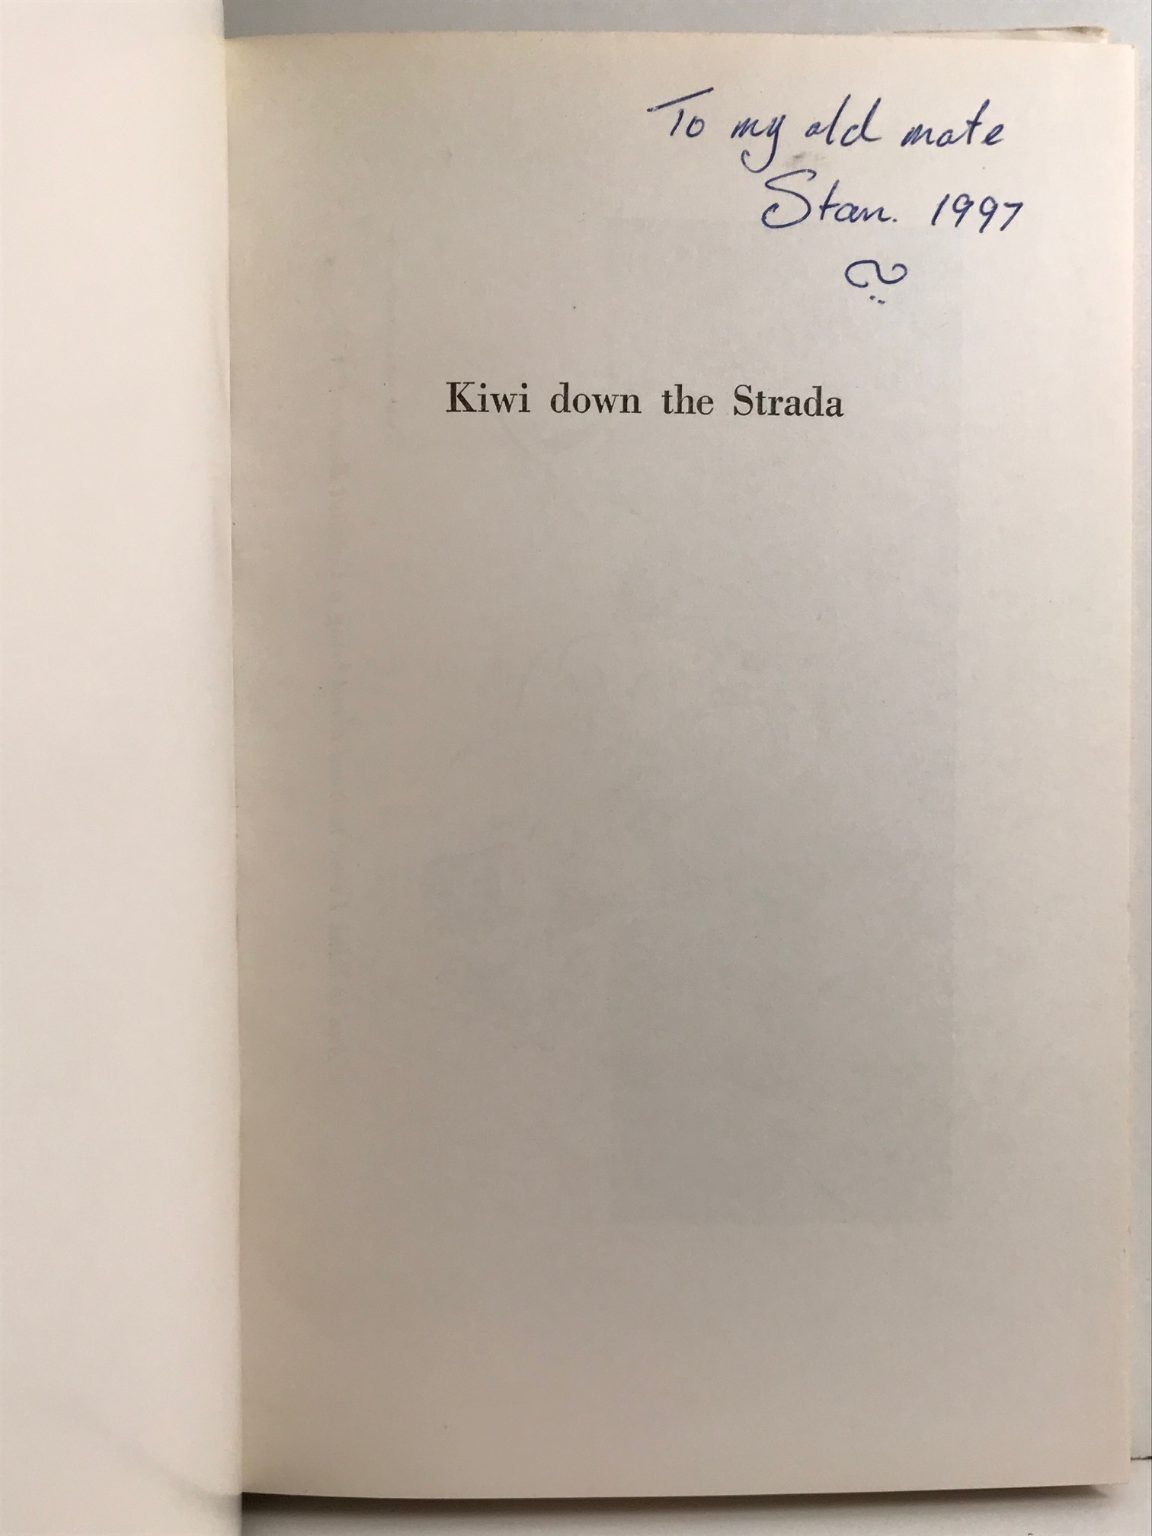 To my old mate
Stan. 1997
Kiwi down the Strada